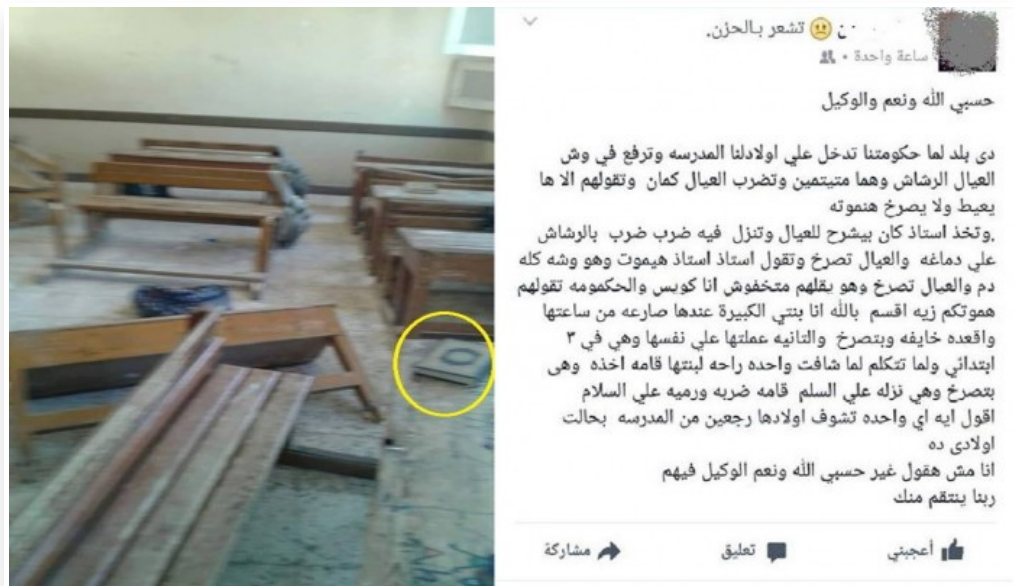 تشعر بـالحزن.
ساعة واحدة
حسبي الله ونعم والوكيل
دى بلد لما حكومتنا تدخل علي اولادلنا المدرسه وترفع في وش
العيال الرشاش وهما متيتمين وتضرب العيال كمان وتقولهم الا ها
يعيط ولا يصرخ هنموته
.وتخذ استاذ كان بيشرح للعيال وتنزل فيه ضرب ضرب بالرشاش
علي دماغه والعيال تصرخ وتقول استاذ استاذ هيموت وهو وشه كله
دم والعيال تصرخ وهو يقلهم متخفوش انا كويس والحكمومه تقولهم
هموتكم زيه اقسم بالله انا بنتي الكبيرة عندها صارعه من ساعتها
واقعده خايفه وبتصرخ والتانيه عملتها علي نفسها وهي في ٣
ابتدائي ولما تتكلم لما شافت واحده راحه لبنتها قامه اخذه وهى
بتصرخ وهي نزله علي السلم قامه ضربه ورميه علي السلام
اقول ايه اي واحده تشوف اولادها رجعين من المدرسه بحالت
اولادى ده
انا مش هقول غير حسبي الله ونعم الوكيل فيهم
ربنا ينتقم منك
أعجبني تعليق مشاركة